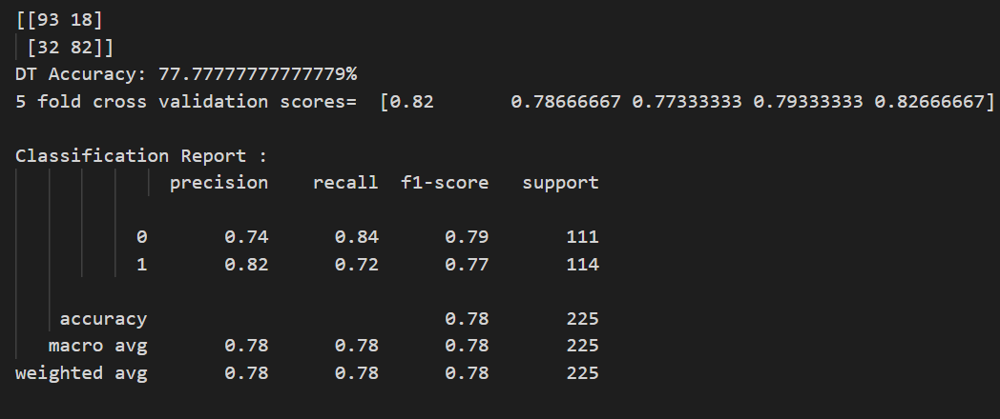 [[93 18]
 [32 82]]
DT Accuracy: 77.77777777777779%
5 fold cross validation scores=  [0.82       0.78666667 0.77333333 0.79333333 0.82666667]
Classification Report :
              precision    recall  f1-score   support
           0       0.74      0.84      0.79       111
           1       0.82      0.72      0.77       114
    accuracy                           0.78       225
   macro avg       0.78      0.78      0.78       225
weighted avg       0.78      0.78      0.78       225